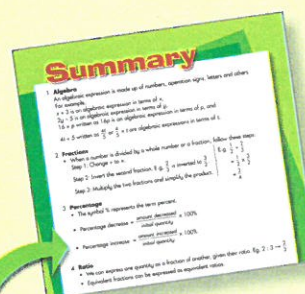 Summary
1 Algebra
An algebraic expression is made up of numbers, operation signs, letters and others.
For example,
x + 3 is an algebraic expression in terms of x,
2y – 5 is an algebraic expression in terms of
16 × p written as 16p is an algebraic expression in terms of p, and
4t ÷ 5 written as 4t/5 or 4/5 × t are algebraic expressions in terms of t.
2 Fractions
• When a number is divided by a whole number or a fraction, follow these steps:
Step 1: Change ÷ to ×.
Step 2: Invert the second fraction. E.g. is inverted to
Step 3: Multiply the two fractions and simplify the product.
E.g.
3 Percentage
• The symbol % represents the term percent.
• Percentage decrease = amount decreased / initial quantity × 100%
• Percentage increase = amount increased / initial quantity × 100%
4 Ratio
• We can express one quantity as a fraction of another, given their ratio. E.g. 2 : 3 → 2/3
• Equivalent fractions can be expressed as equivalent ratios.